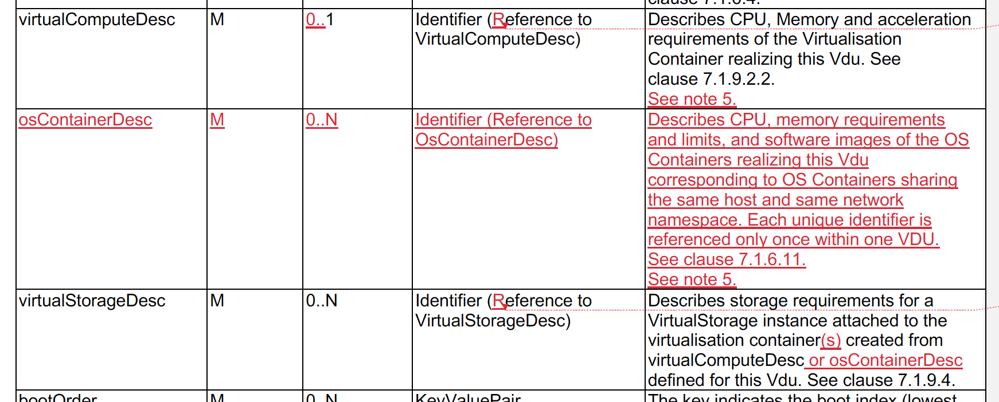 clause 7.1.6.4.
virtualComputeDesc M 0..1 Identifier (Reference to Describes CPU, Memory and acceleration
VirtualComputeDesc) requirements of the Virtualisation
Container realizing this Vdu. See
clause 7.1.9.2.2.
See note 5.
osContainerDesc M 0..N Identifier (Reference to Describes CPU, memory requirements
OsContainerDesc) and limits, and software images of the OS
Containers realizing this Vdu
corresponding to OS Containers sharing
the same host and same network
namespace. Each unique identifier is
referenced only once within one VDU.
See clause 7.1.6.11.
See note 5.
virtualStorageDesc M 0..N Identifier (Reference to Describes storage requirements for a
VirtualStorageDesc) VirtualStorage instance attached to the
virtualisation container(s) created from
virtualComputeDesc or osContainerDesc
defined for this Vdu. See clause 7.1.9.4.
bootOrder M 0..N KeyValuePair The key indicates the boot index (lowest